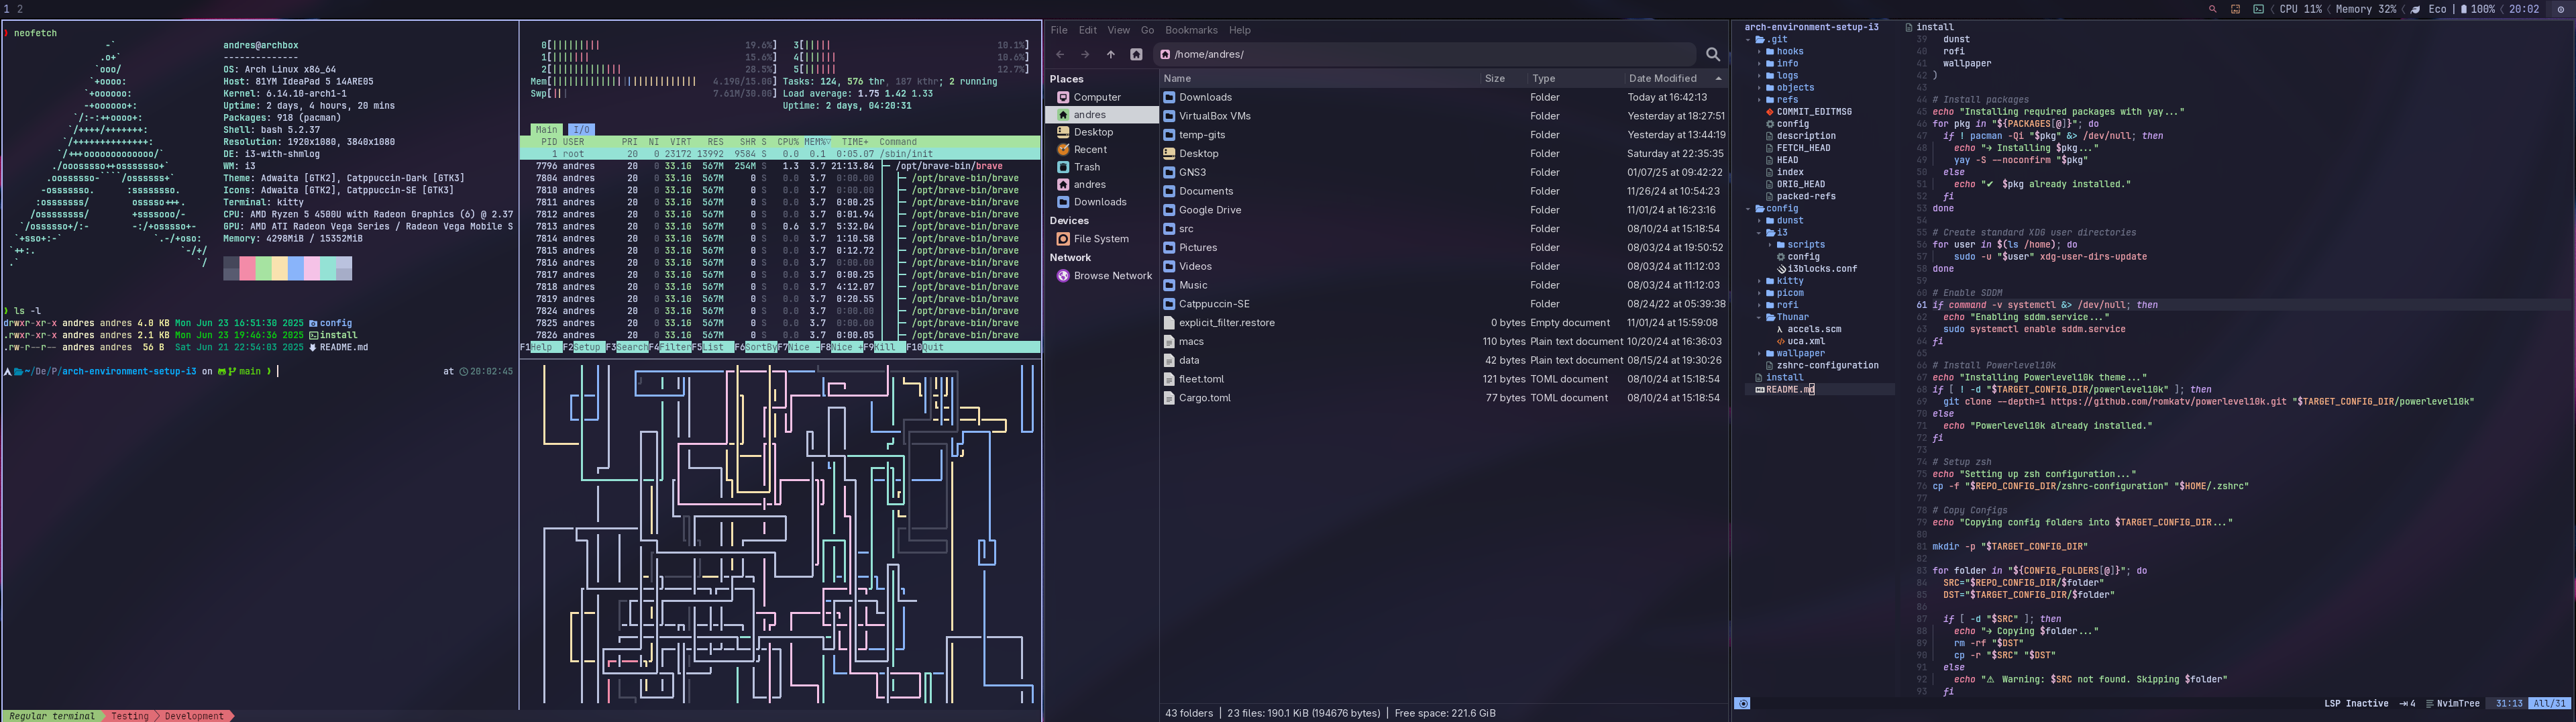 1 2
CPU 11% Memory 32% Eco 100% 20:02
neofetch
andres@archbox
--------------
OS: Arch Linux x86_64
Host: 81YM IdeaPad 5 14ARE05
Kernel: 6.14.10-arch1-1
Uptime: 2 days, 4 hours, 20 mins
Packages: 918 (pacman)
Shell: bash 5.2.37
Resolution: 1920x1080, 3840x1080
DE: i3-with-shmlog
WM: i3
Theme: Adwaita [GTK2], Catppuccin-Dark [GTK3]
Icons: Adwaita [GTK2], Catppuccin-SE [GTK3]
Terminal: kitty
CPU: AMD Ryzen 5 4500U with Radeon Graphics (6) @ 2.37
GPU: AMD ATI Radeon Vega Series / Radeon Vega Mobile S
Memory: 4298MiB / 15352MiB
ls -l
drwxr-xr-x andres andres 4.0 KB Mon Jun 23 16:51:30 2025 config
.rwxr-xr-x andres andres 2.1 KB Mon Jun 23 19:46:36 2025 install
.rw-r--r-- andres andres 56 B Sat Jun 21 22:54:03 2025 README.md
~/De/P/arch-environment-setup-i3 on main
at 20:02:45
Regular terminal Testing Development
0[ 19.6%] 3[ 10.1%]
1[ 15.6%] 4[ 10.6%]
2[ 28.5%] 5[ 12.7%]
Mem[ 4.19G/15.0G] Tasks: 124, 576 thr, 187 kthr; 2 running
Swp[ 7.61M/30.0G] Load average: 1.75 1.42 1.33
Uptime: 2 days, 04:20:31
Main I/O
PID USER PRI NI VIRT RES SHR S CPU% MEM%▽ TIME+ Command
1 root 20 0 23172 13992 9584 S 0.0 0.1 0:05.07 /sbin/init
7796 andres 20 0 33.1G 567M 254M S 1.3 3.7 21:13.84 /opt/brave-bin/brave
7804 andres 20 0 33.1G 567M 0 S 0.0 3.7 0:00.00 /opt/brave-bin/brave
7810 andres 20 0 33.1G 567M 0 S 0.0 3.7 0:00.00 /opt/brave-bin/brave
7811 andres 20 0 33.1G 567M 0 S 0.0 3.7 0:00.25 /opt/brave-bin/brave
7812 andres 20 0 33.1G 567M 0 S 0.0 3.7 0:01.94 /opt/brave-bin/brave
7813 andres 20 0 33.1G 567M 0 S 0.6 3.7 5:32.04 /opt/brave-bin/brave
7814 andres 20 0 33.1G 567M 0 S 0.0 3.7 1:10.58 /opt/brave-bin/brave
7815 andres 20 0 33.1G 567M 0 S 0.0 3.7 0:12.72 /opt/brave-bin/brave
7816 andres 20 0 33.1G 567M 0 S 0.0 3.7 0:00.00 /opt/brave-bin/brave
7817 andres 20 0 33.1G 567M 0 S 0.0 3.7 0:00.25 /opt/brave-bin/brave
7818 andres 20 0 33.1G 567M 0 S 0.0 3.7 4:12.07 /opt/brave-bin/brave
7819 andres 20 0 33.1G 567M 0 S 0.0 3.7 0:20.55 /opt/brave-bin/brave
7824 andres 20 0 33.1G 567M 0 S 0.0 3.7 0:00.00 /opt/brave-bin/brave
7825 andres 20 0 33.1G 567M 0 S 0.0 3.7 0:00.00 /opt/brave-bin/brave
7826 andres 20 0 33.1G 567M 0 S 0.0 3.7 0:00.05 /opt/brave-bin/brave
F1Help F2Setup F3SearchF4FilterF5List F6SortByF7Nice -F8Nice +F9Kill F10Quit
File Edit View Go Bookmarks Help
/home/andres/
Places
Computer
andres
Desktop
Recent
Trash
andres
Downloads
Devices
File System
Network
Browse Network
Name Size Type Date Modified
Downloads Folder Today at 16:42:13
VirtualBox VMs Folder Yesterday at 18:27:51
temp-gits Folder Yesterday at 13:44:19
Desktop Folder Saturday at 22:35:35
GNS3 Folder 01/07/25 at 09:42:22
Documents Folder 11/26/24 at 10:54:23
Google Drive Folder 11/01/24 at 16:23:16
src Folder 08/10/24 at 15:18:54
Pictures Folder 08/03/24 at 19:50:52
Videos Folder 08/03/24 at 11:12:03
Music Folder 08/03/24 at 11:12:03
Catppuccin-SE Folder 08/24/22 at 05:39:38
explicit_filter.restore 0 bytes Empty document 11/01/24 at 15:59:08
macs 110 bytes Plain text document 10/20/24 at 16:36:03
data 42 bytes Plain text document 08/15/24 at 19:30:26
fleet.toml 121 bytes TOML document 08/10/24 at 15:18:54
Cargo.toml 77 bytes TOML document 08/10/24 at 15:18:54
43 folders | 23 files: 190.1 KiB (194676 bytes) | Free space: 221.6 GiB
arch-environment-setup-i3
.git
hooks
info
logs
objects
refs
COMMIT_EDITMSG
config
description
FETCH_HEAD
HEAD
index
ORIG_HEAD
packed-refs
config
dunst
i3
scripts
config
i3blocks.conf
kitty
picom
rofi
Thunar
accels.scm
uca.xml
wallpaper
zshrc-configuration
install
README.md
install
39 dunst
40 rofi
41 wallpaper
42 )
43
44 # Install packages
45 echo "Installing required packages with yay..."
46 for pkg in "${PACKAGES[@]}"; do
47 if ! pacman -Qi "$pkg" &> /dev/null; then
48 echo "→ Installing $pkg..."
49 yay -S --noconfirm "$pkg"
50 else
51 echo "✔ $pkg already installed."
52 fi
53 done
54
55 # Create standard XDG user directories
56 for user in $(ls /home); do
57 sudo -u "$user" xdg-user-dirs-update
58 done
59
60 # Enable SDDM
61 if command -v systemctl &> /dev/null; then
62 echo "Enabling sddm.service..."
63 sudo systemctl enable sddm.service
64 fi
65
66 # Install Powerlevel10k
67 echo "Installing Powerlevel10k theme..."
68 if [ ! -d "$TARGET_CONFIG_DIR/powerlevel10k" ]; then
69 git clone --depth=1 https://github.com/romkatv/powerlevel10k.git "$TARGET_CONFIG_DIR/powerlevel10k"
70 else
71 echo "Powerlevel10k already installed."
72 fi
73
74 # Setup zsh
75 echo "Setting up zsh configuration..."
76 cp -f "$REPO_CONFIG_DIR/zshrc-configuration" "$HOME/.zshrc"
77
78 # Copy Configs
79 echo "Copying config folders into $TARGET_CONFIG_DIR..."
80
81 mkdir -p "$TARGET_CONFIG_DIR"
82
83 for folder in "${CONFIG_FOLDERS[@]}"; do
84 SRC="$REPO_CONFIG_DIR/$folder"
85 DST="$TARGET_CONFIG_DIR/$folder"
86
87 if [ -d "$SRC" ]; then
88 echo "→ Copying $folder..."
89 rm -rf "$DST"
90 cp -r "$SRC" "$DST"
91 else
92 echo "⚠ Warning: $SRC not found. Skipping $folder"
93 fi
LSP Inactive 4 NvimTree 31:13 All/31